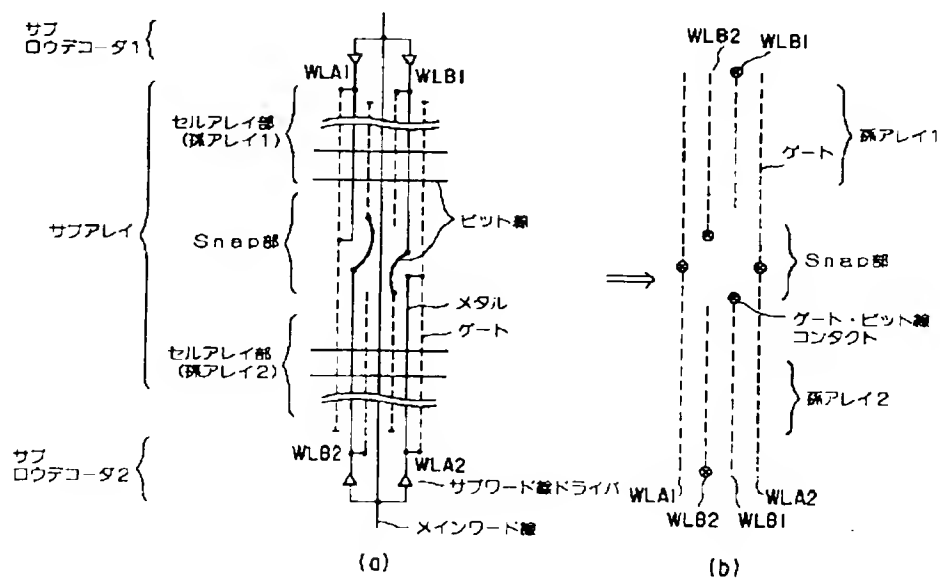 サブ
ロウデコーダ1
WLA1
WLB1
セルアレイ部
(孫アレイ1)
サブアレイ
Snap部
ビット線
メタル
ゲート
セルアレイ部
(孫アレイ2)
サブ
ロウデコーダ2
WLB2
WLA2
サブワード線ドライバ
メインワード線
(a)
WLB2
WLB1
孫アレイ1
ゲート
Snap部
ゲート・ビット線
コンタクト
孫アレイ2
WLA1
WLB2
WLB1
WLA2
(b)